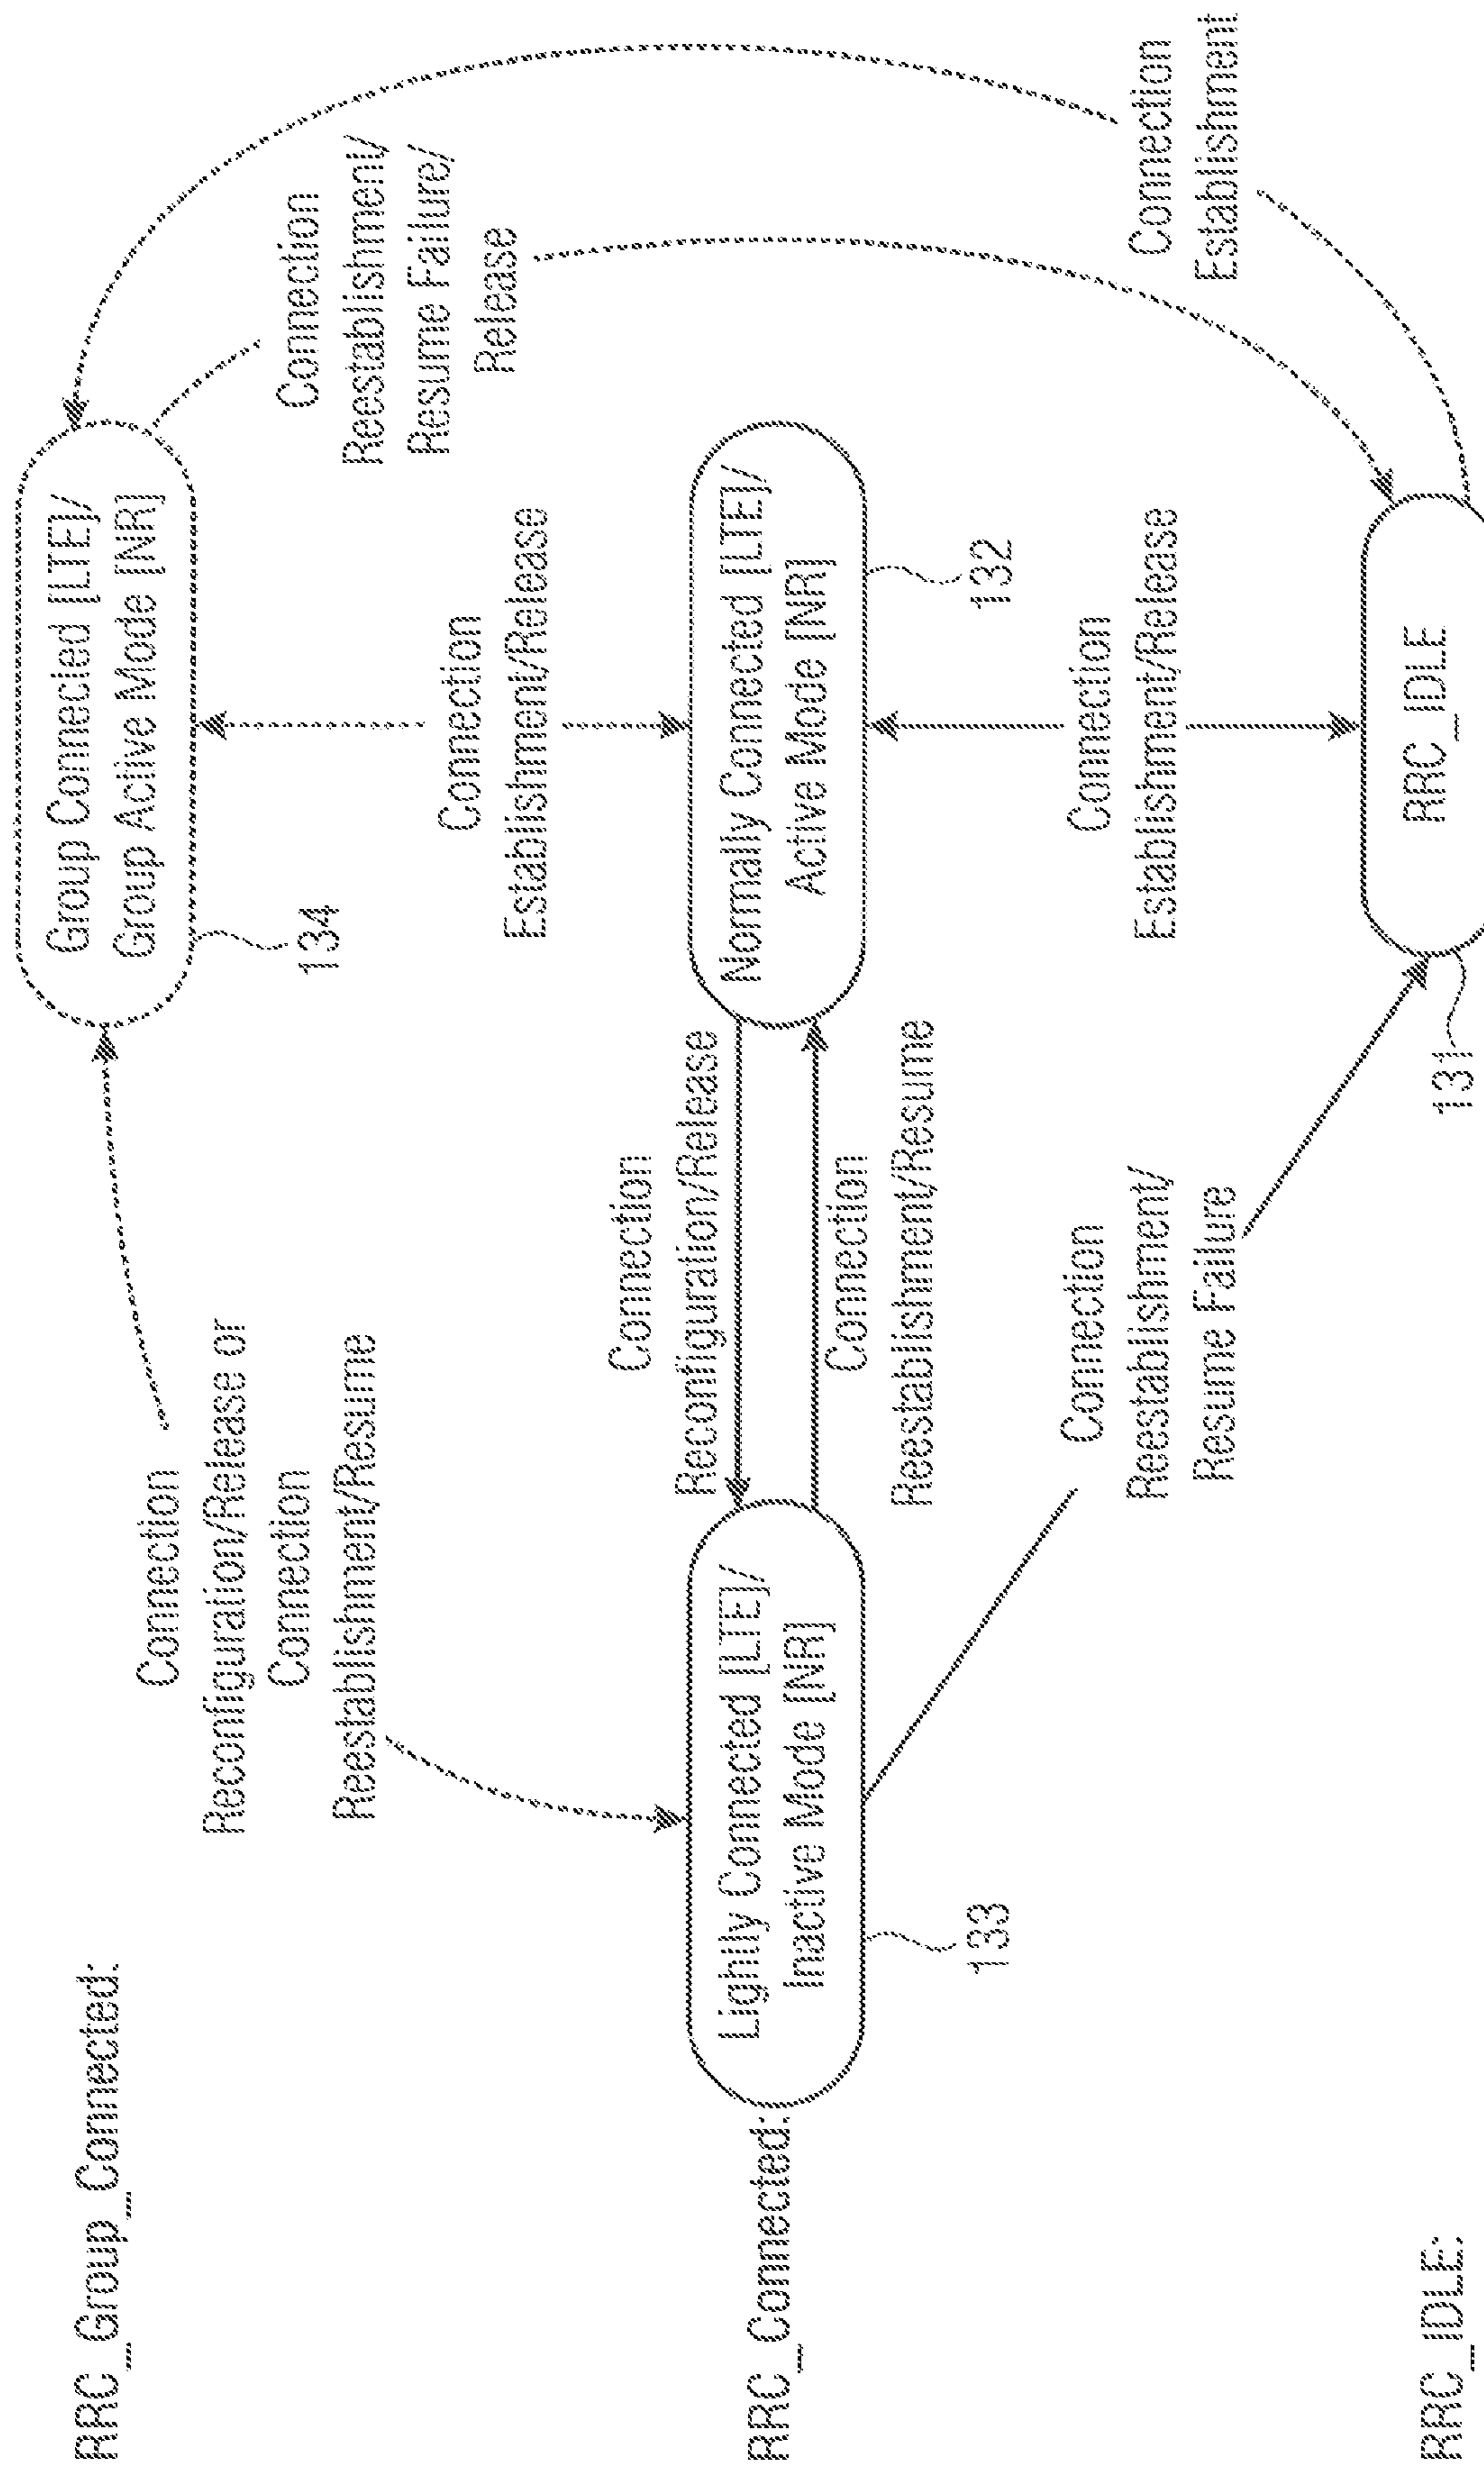 RRC_Group_Connected:
Group Connected [LTE]/
Group Active Mode [NR]
134
Connection
Reconfiguration/Release or
Connection
Reestablishment/Resume
Connection
Reestablishment/
Resume Failure/
Release
Connection
Establishment/Release
RRC_Connected:
Lightly Connected [LTE]/
Inactive Mode [NR]
133
Connection
Reconfiguration/Release
Connection
Reestablishment/Resume
Normally Connected [LTE]/
Active Mode [NR]
132
Connection
Reestablishment/
Resume Failure
Connection
Establishment/Release
Connection
Establishment
RRC_IDLE:
131
RRC_IDLE